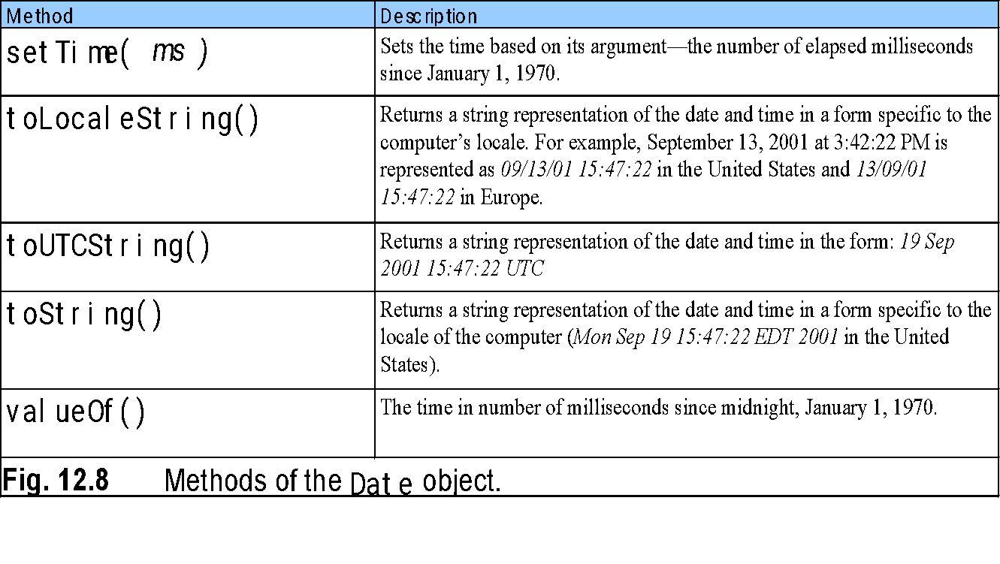 Method Description
setTime( ms ) Sets the time based on its argument—the number of elapsed milliseconds
since January 1, 1970.
toLocaleString() Returns a string representation of the date and time in a form specific to the
computer’s locale. For example, September 13, 2001 at 3:42:22 PM is
represented as 09/13/01 15:47:22 in the United States and 13/09/01
15:47:22 in Europe.
toUTCString() Returns a string representation of the date and time in the form: 19 Sep
2001 15:47:22 UTC
toString() Returns a string representation of the date and time in a form specific to the
locale of the computer (Mon Sep 19 15:47:22 EDT 2001 in the United
States).
valueOf() The time in number of milliseconds since midnight, January 1, 1970.
Fig. 12.8 Methods of the Date object.